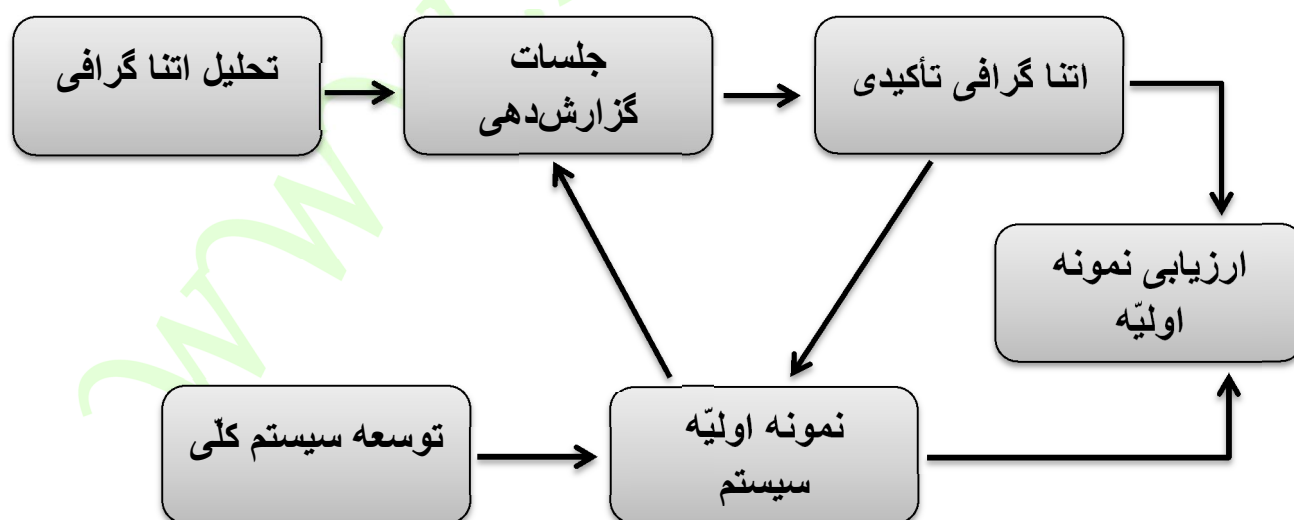 تحلیل اتنا گرافی
جلسات
گزارش‌دهی
اتنا گرافی تأکیدی
ارزیابی نمونه
اولیّه
توسعه سیستم کلّی
نمونه اولیّه
سیستم